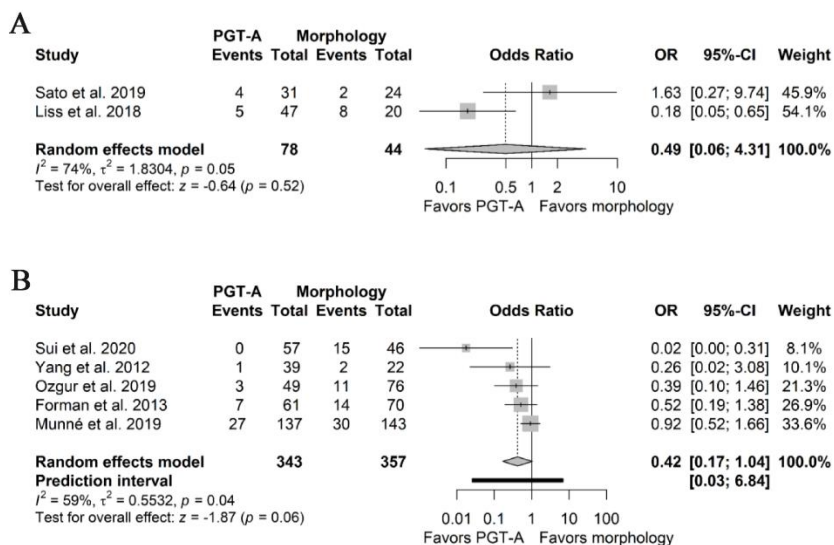 A
PGT-A Morphology
Study Events Total Events Total Odds Ratio OR 95%-CI Weight
Sato et al. 2019 4 31 2 24 1.63 [0.27; 9.74] 45.9%
Liss et al. 2018 5 47 8 20 0.18 [0.05; 0.65] 54.1%
Random effects model 78 44 0.49 [0.06; 4.31] 100.0%
I² = 74%, τ² = 1.8304, p = 0.05
Test for overall effect: z = -0.64 (p = 0.52)
0.1 0.5 1 2 10
Favors PGT-A Favors morphology
B
PGT-A Morphology
Study Events Total Events Total Odds Ratio OR 95%-CI Weight
Sui et al. 2020 0 57 15 46 0.02 [0.00; 0.31] 8.1%
Yang et al. 2012 1 39 2 22 0.26 [0.02; 3.08] 10.1%
Ozgur et al. 2019 3 49 11 76 0.39 [0.10; 1.46] 21.3%
Forman et al. 2013 7 61 14 70 0.52 [0.19; 1.38] 26.9%
Munné et al. 2019 27 137 30 143 0.92 [0.52; 1.66] 33.6%
Random effects model 343 357 0.42 [0.17; 1.04] 100.0%
Prediction interval [0.03; 6.84]
I² = 59%, τ² = 0.5532, p = 0.04
Test for overall effect: z = -1.87 (p = 0.06)
0.01 0.1 1 10 100
Favors PGT-A Favors morphology